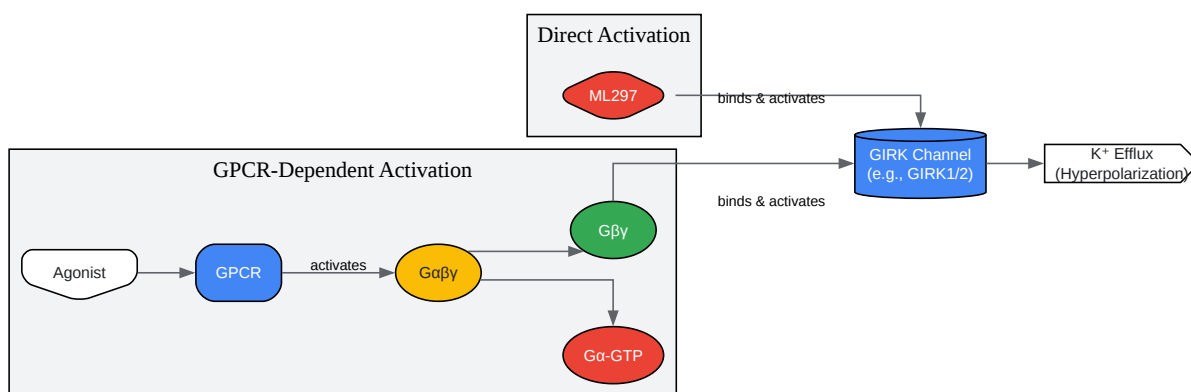 Direct Activation
ML297
binds & activates
GIRK Channel
(e.g., GIRK1/2)
K⁺ Efflux
(Hyperpolarization)
GPCR-Dependent Activation
binds & activates
Gβγ
Agonist
GPCR
activates
Gαβγ
Gα-GTP